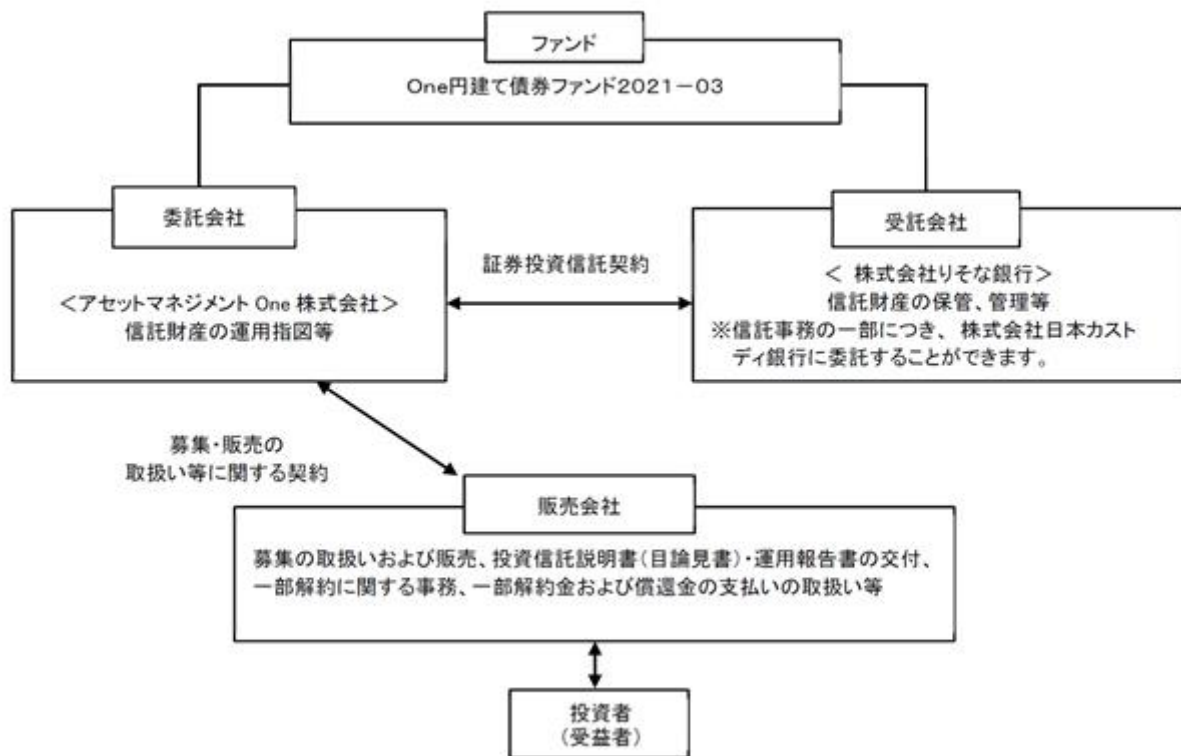 ファンド
One円建て債券ファンド2021-03
委託会社
<アセットマネジメント One 株式会社>
信託財産の運用指図等
証券投資信託契約
受託会社
< 株式会社りそな銀行>
信託財産の保管、管理等
※信託事務の一部につき、 株式会社日本カスト
ディ銀行に委託することができます。
募集・販売の
取扱い等に関する契約
販売会社
募集の取扱いおよび販売、投資信託説明書(目論見書)・運用報告書の交付、
一部解約に関する事務、一部解約金および償還金の支払いの取扱い等
投資者
(受益者)